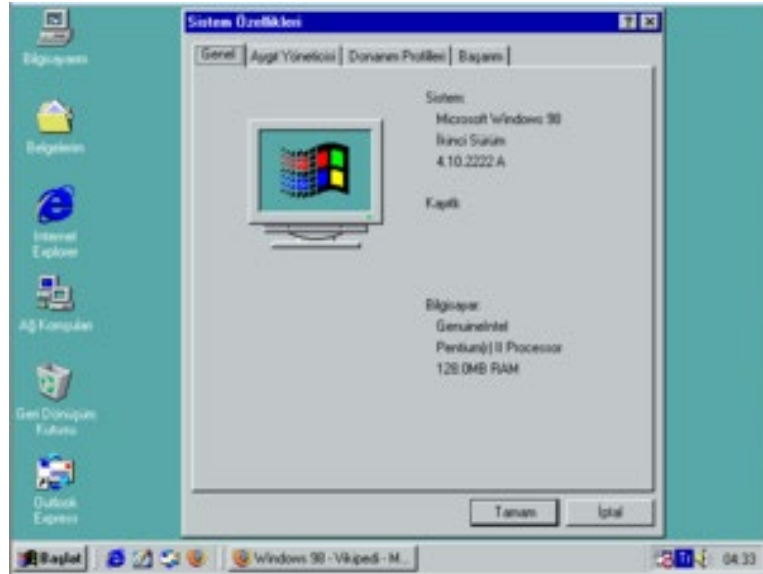 Sistem Özellikleri
Genel
Aygıt Yöneticisi
Donanım Profilleri
Başarım
Sistem:
Microsoft Windows 98
İkinci Sürüm
4.10.2222 A
Kayıtlı:
Bilgisayar:
GenuineIntel
Pentium(r) II Processor
128.0MB RAM
Tamam
İptal
Bilgisayarım
Belgelerim
Internet
Explorer
Ağ Komşuları
Geri Dönüşüm
Kutusu
Outlook
Express
Başlat
Windows 98 - Vikipedi - M...
04:33